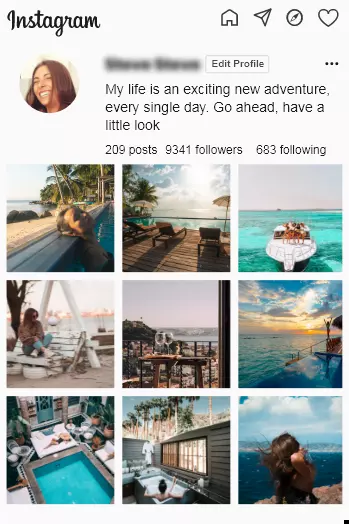 Instagram
Edit Profile
My life is an exciting new adventure,
every single day. Go ahead, have a
little look
209 posts 9341 followers 683 following